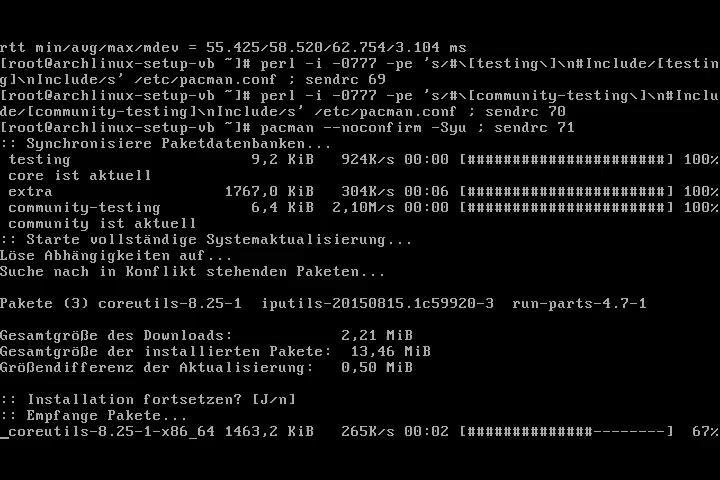 rtt min/avg/max/mdev = 55.425/58.520/62.754/3.104 ms
[root@archlinux-setup-vb ~]# perl -i -0777 -pe 's/#\[testing\]\n#Include/[testin
g]\nInclude/s' /etc/pacman.conf ; sendrc 69
[root@archlinux-setup-vb ~]# perl -i -0777 -pe 's/#\[community-testing\]\n#Inclu
de/[community-testing]\nInclude/s' /etc/pacman.conf ; sendrc 70
[root@archlinux-setup-vb ~]# pacman --noconfirm -Syu ; sendrc 71
:: Synchronisiere Paketdatenbanken...
 testing                       9,2 KiB   924K/s 00:00 [######################] 100%
 core ist aktuell
 extra                      1767,0 KiB   304K/s 00:06 [######################] 100%
 community-testing             6,4 KiB  2,10M/s 00:00 [######################] 100%
 community ist aktuell
:: Starte vollständige Systemaktualisierung...
Löse Abhängigkeiten auf...
Suche nach in Konflikt stehenden Paketen...
Pakete (3) coreutils-8.25-1  iputils-20150815.1c59920-3  run-parts-4.7-1
Gesamtgröße des Downloads:             2,21 MiB
Gesamtgröße der installierten Pakete:  13,46 MiB
Größendifferenz der Aktualisierung:    0,50 MiB
:: Installation fortsetzen? [J/n]
:: Empfange Pakete...
_coreutils-8.25-1-x86_64 1463,2 KiB   265K/s 00:02 [##############--------] 67%